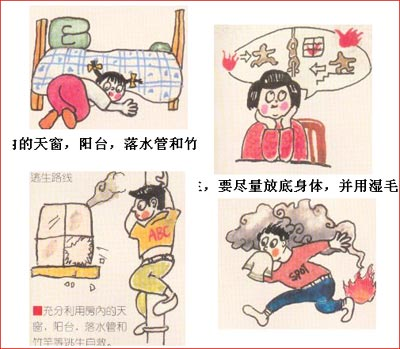 的天窗，阳台，落水管和竹
逃生路线
，要尽量放底身体，并用湿毛
ABC
SPOT
■充分利用房內的天
窗，阳台，落水管和
竹竿等逃生自救。